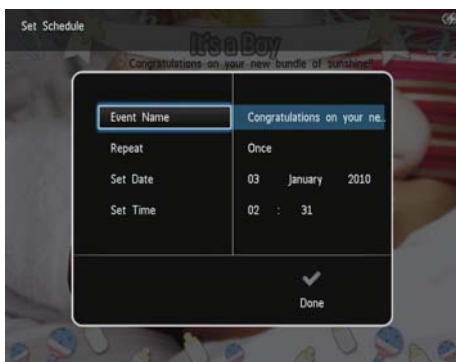 Set Schedule
It's a Boy
Congratulations on your new bundle of sunshine!!
Event Name Congratulations on your ne..
Repeat Once
Set Date 03 January 2010
Set Time 02 : 31
Done